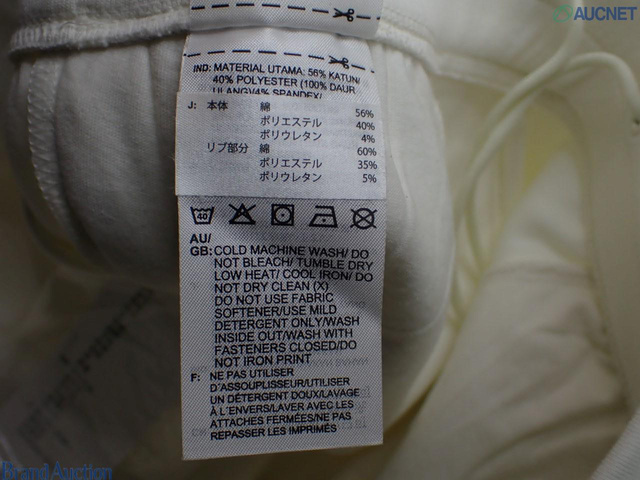 AUCNET
IND: MATERIAL UTAMA: 56% KATUN/
40% POLYESTER (100% DAUR
ULANG)/4% SPANDEX/
J: 本体 綿 56%
ポリエステル 40%
ポリウレタン 4%
リブ部分 綿 60%
ポリエステル 35%
ポリウレタン 5%
40
AU/
GB: COLD MACHINE WASH/ DO
NOT BLEACH/ TUMBLE DRY
LOW HEAT/ COOL IRON/ DO
NOT DRY CLEAN (X)
DO NOT USE FABRIC
SOFTENER/USE MILD
DETERGENT ONLY/WASH
INSIDE OUT/WASH WITH
FASTENERS CLOSED/DO
NOT IRON PRINT
F: NE PAS UTILISER
D'ASSOUPLISSEUR/UTILISER
UN DÉTERGENT DOUX/LAVAGE
À L'ENVERS/LAVER AVEC LES
ATTACHES FERMÉES/NE PAS
REPASSER LES IMPRIMÉS
Brand Auction